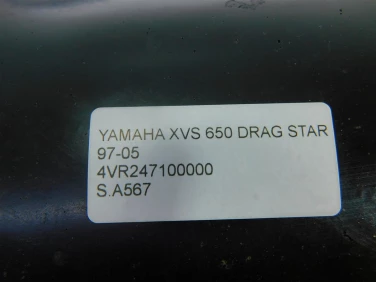 YAMAHA XVS 650 DRAG STAR
97-05
4VR247100000
S.A567